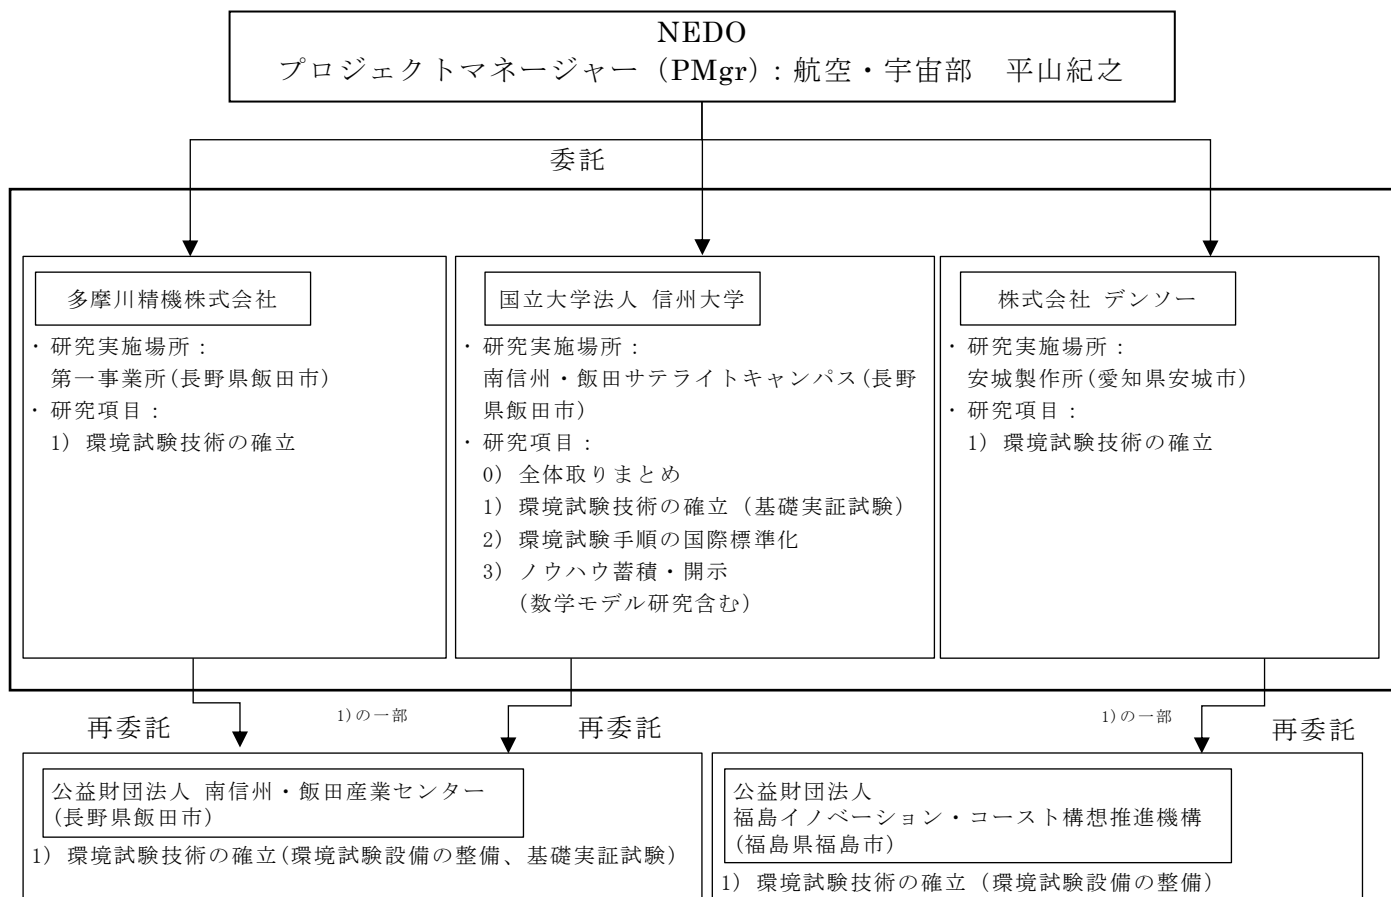 NEDO
プロジェクトマネージャー（PMgr）：航空・宇宙部　平山紀之
委託
多摩川精機株式会社
・研究実施場所：
第一事業所(長野県飯田市)
・研究項目：
1) 環境試験技術の確立
国立大学法人 信州大学
・研究実施場所：
南信州・飯田サテライトキャンパス(長野
県飯田市)
・研究項目：
0) 全体取りまとめ
1) 環境試験技術の確立（基礎実証試験）
2) 環境試験手順の国際標準化
3) ノウハウ蓄積・開示
(数学モデル研究含む)
株式会社 デンソー
・研究実施場所：
安城製作所(愛知県安城市)
・研究項目：
1) 環境試験技術の確立
再委託
1)の一部
再委託
1)の一部
再委託
公益財団法人 南信州・飯田産業センター
(長野県飯田市)
1) 環境試験技術の確立(環境試験設備の整備、基礎実証試験)
公益財団法人
福島イノベーション・コースト構想推進機構
(福島県福島市)
1) 環境試験技術の確立（環境試験設備の整備）